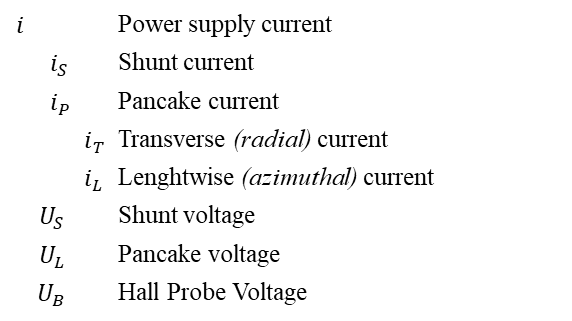 i Power supply current
i_S Shunt current
i_P Pancake current
i_T Transverse (radial) current
i_L Lenghtwise (azimuthal) current
U_S Shunt voltage
U_L Pancake voltage
U_B Hall Probe Voltage